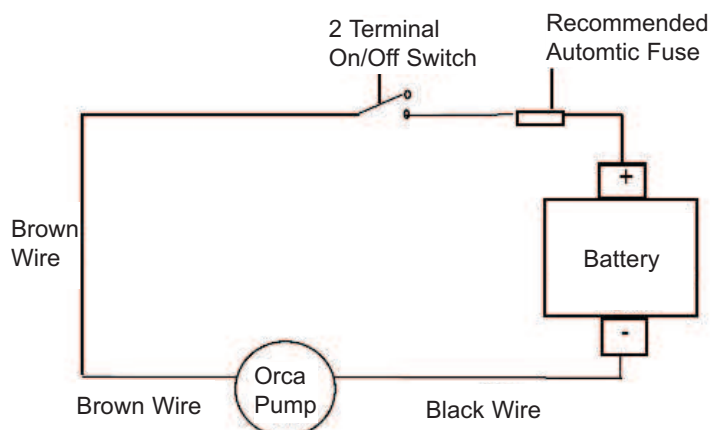 2 Terminal
On/Off Switch
Recommended
Automtic Fuse
+
Brown
Wire
Battery
-
Orca
Pump
Brown Wire
Black Wire